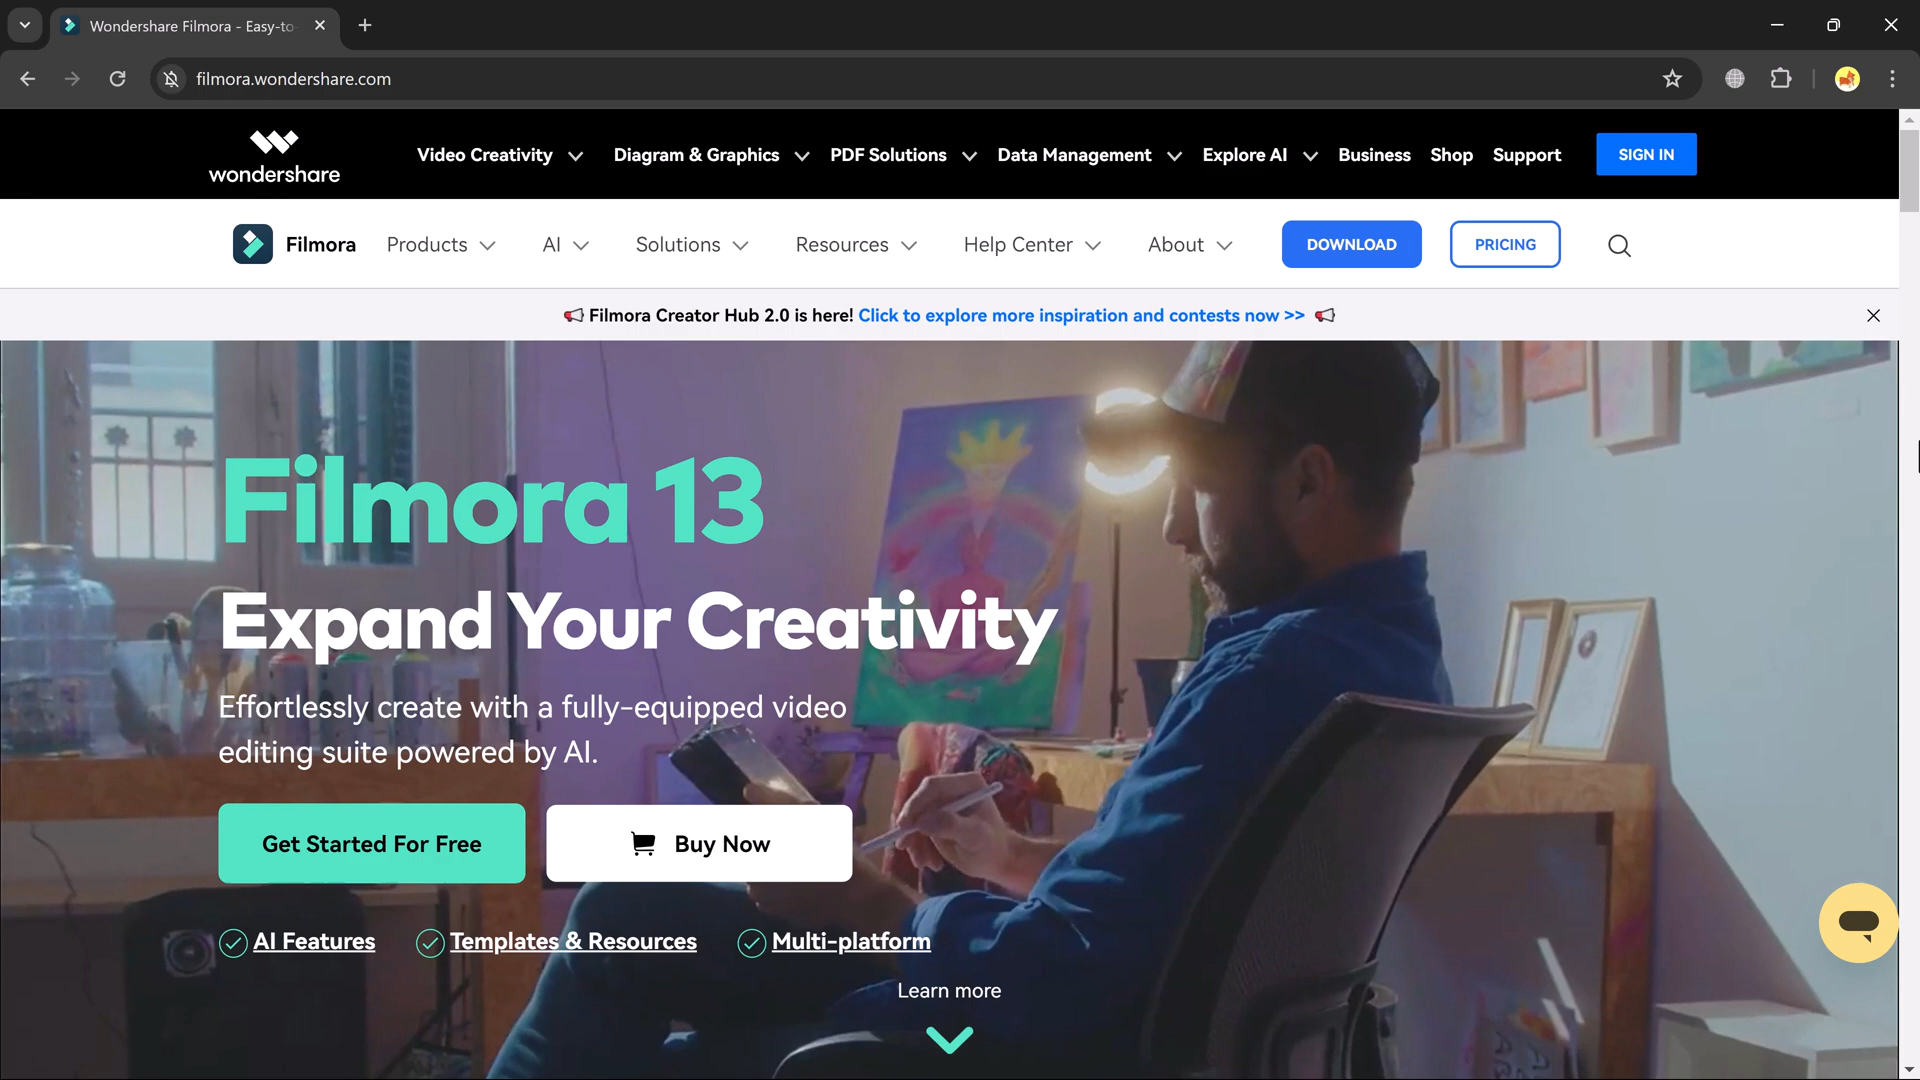 Wondershare Filmora - Easy-to-
filmora.wondershare.com
wondershare
Video Creativity Diagram & Graphics PDF Solutions Data Management Explore AI Business Shop Support SIGN IN
Filmora Products AI Solutions Resources Help Center About DOWNLOAD PRICING
Filmora Creator Hub 2.0 is here! Click to explore more inspiration and contests now >>
Filmora 13
Expand Your Creativity
Effortlessly create with a fully-equipped video
editing suite powered by AI.
Get Started For Free Buy Now
AI Features Templates & Resources Multi-platform
Learn more